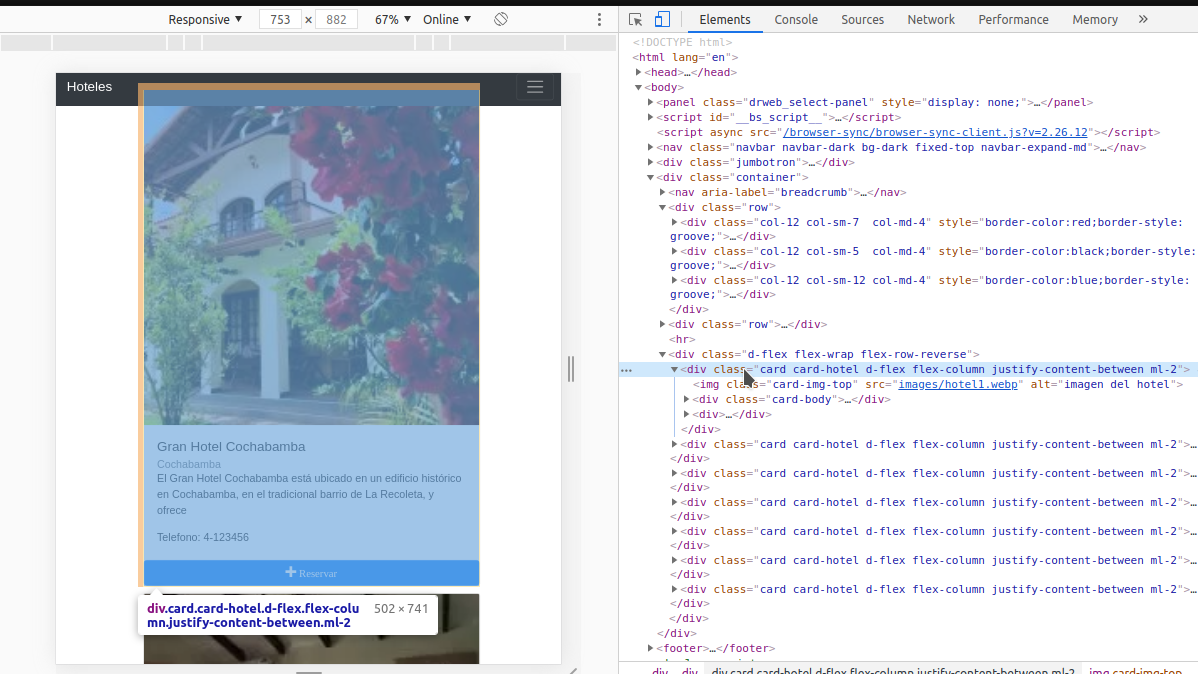 Responsive ▼ 753 × 882 67% ▼ Online ▼
Elements Console Sources Network Performance Memory »
Hoteles
Gran Hotel Cochabamba
Cochabamba
El Gran Hotel Cochabamba está ubicado en un edificio histórico
en Cochabamba, en el tradicional barrio de La Recoleta, y
ofrece
Telefono: 4-123456
+ Reservar
div.card.card-hotel.d-flex.flex-colu 502 × 741
mn.justify-content-between.ml-2
<!DOCTYPE html>
<html lang="en">
<head>…</head>
<body>
<panel class="drweb_select-panel" style="display: none;">…</panel>
<script id="__bs_script__">…</script>
<script async src="/browser-sync/browser-sync-client.js?v=2.26.12"></script>
<nav class="navbar navbar-dark bg-dark fixed-top navbar-expand-md">…</nav>
<div class="jumbotron">…</div>
<div class="container">
<nav aria-label="breadcrumb">…</nav>
<div class="row">
<div class="col-12 col-sm-7  col-md-4" style="border-color:red;border-style:
groove;">…</div>
<div class="col-12 col-sm-5  col-md-4" style="border-color:black;border-style:
groove;">…</div>
<div class="col-12 col-sm-12 col-md-4" style="border-color:blue;border-style:
groove;">…</div>
</div>
<div class="row">…</div>
<hr>
<div class="d-flex flex-wrap flex-row-reverse">
<div class="card card-hotel d-flex flex-column justify-content-between ml-2">
<img class="card-img-top" src="images/hotel1.webp" alt="imagen del hotel">
<div class="card-body">…</div>
<div>…</div>
</div>
<div class="card card-hotel d-flex flex-column justify-content-between ml-2">…
</div>
<div class="card card-hotel d-flex flex-column justify-content-between ml-2">…
</div>
<div class="card card-hotel d-flex flex-column justify-content-between ml-2">…
</div>
<div class="card card-hotel d-flex flex-column justify-content-between ml-2">…
</div>
<div class="card card-hotel d-flex flex-column justify-content-between ml-2">…
</div>
<div class="card card-hotel d-flex flex-column justify-content-between ml-2">…
</div>
</div>
</div>
<footer>…</footer>
div div div.card.card-hotel.d-flex.flex-column.justify-content-between.ml-2 img.card-img-top